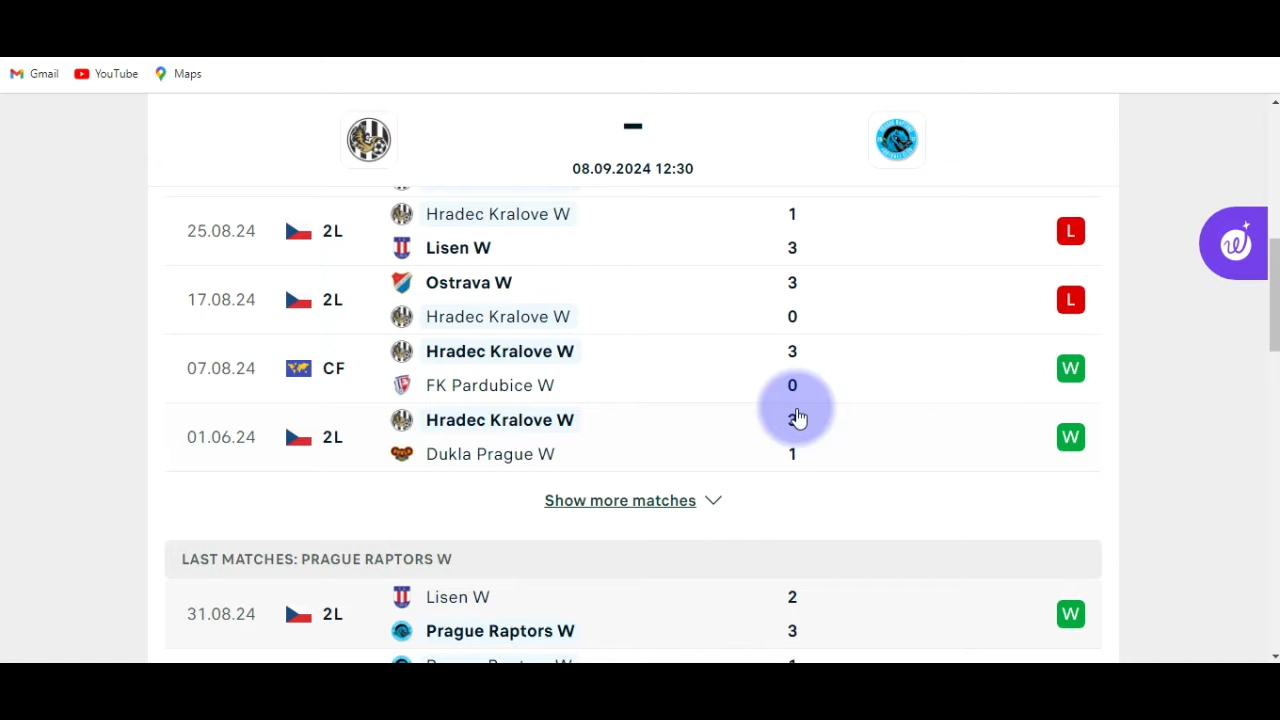 Gmail YouTube Maps
08.09.2024 12:30
Hradec Kralove W 1
25.08.24 2L L
Lisen W 3
Ostrava W 3
17.08.24 2L L
Hradec Kralove W 0
Hradec Kralove W 3
07.08.24 CF W
FK Pardubice W 0
Hradec Kralove W
01.06.24 2L W
Dukla Prague W 1
Show more matches
LAST MATCHES: PRAGUE RAPTORS W
Lisen W 2
31.08.24 2L W
Prague Raptors W 3